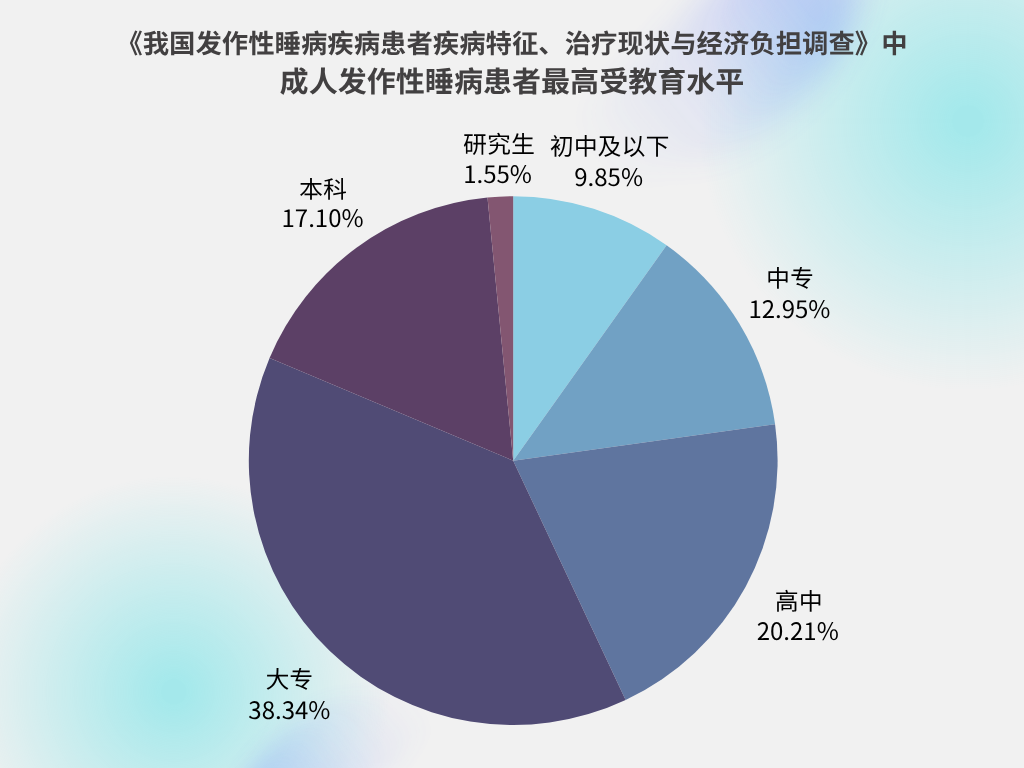 《我国发作性睡病疾病患者疾病特征、治疗现状与经济负担调查》中
成人发作性睡病患者最高受教育水平
研究生
1.55%
初中及以下
9.85%
本科
17.10%
中专
12.95%
高中
20.21%
大专
38.34%